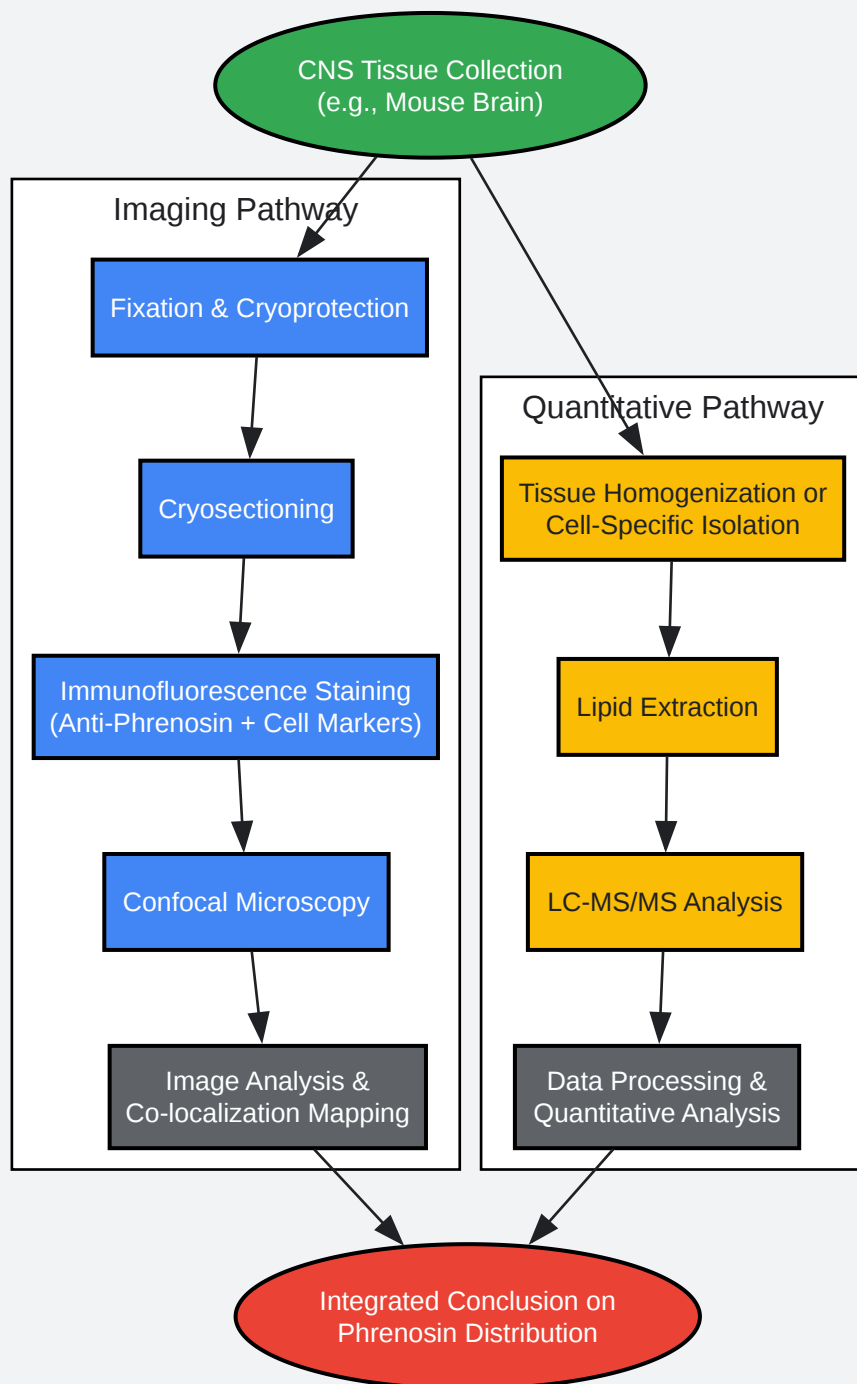 CNS Tissue Collection
(e.g., Mouse Brain)
Imaging Pathway
Fixation & Cryoprotection
Cryosectioning
Immunofluorescence Staining
(Anti-Phrenosin + Cell Markers)
Confocal Microscopy
Image Analysis &
Co-localization Mapping
Quantitative Pathway
Tissue Homogenization or
Cell-Specific Isolation
Lipid Extraction
LC-MS/MS Analysis
Data Processing &
Quantitative Analysis
Integrated Conclusion on
Phrenosin Distribution